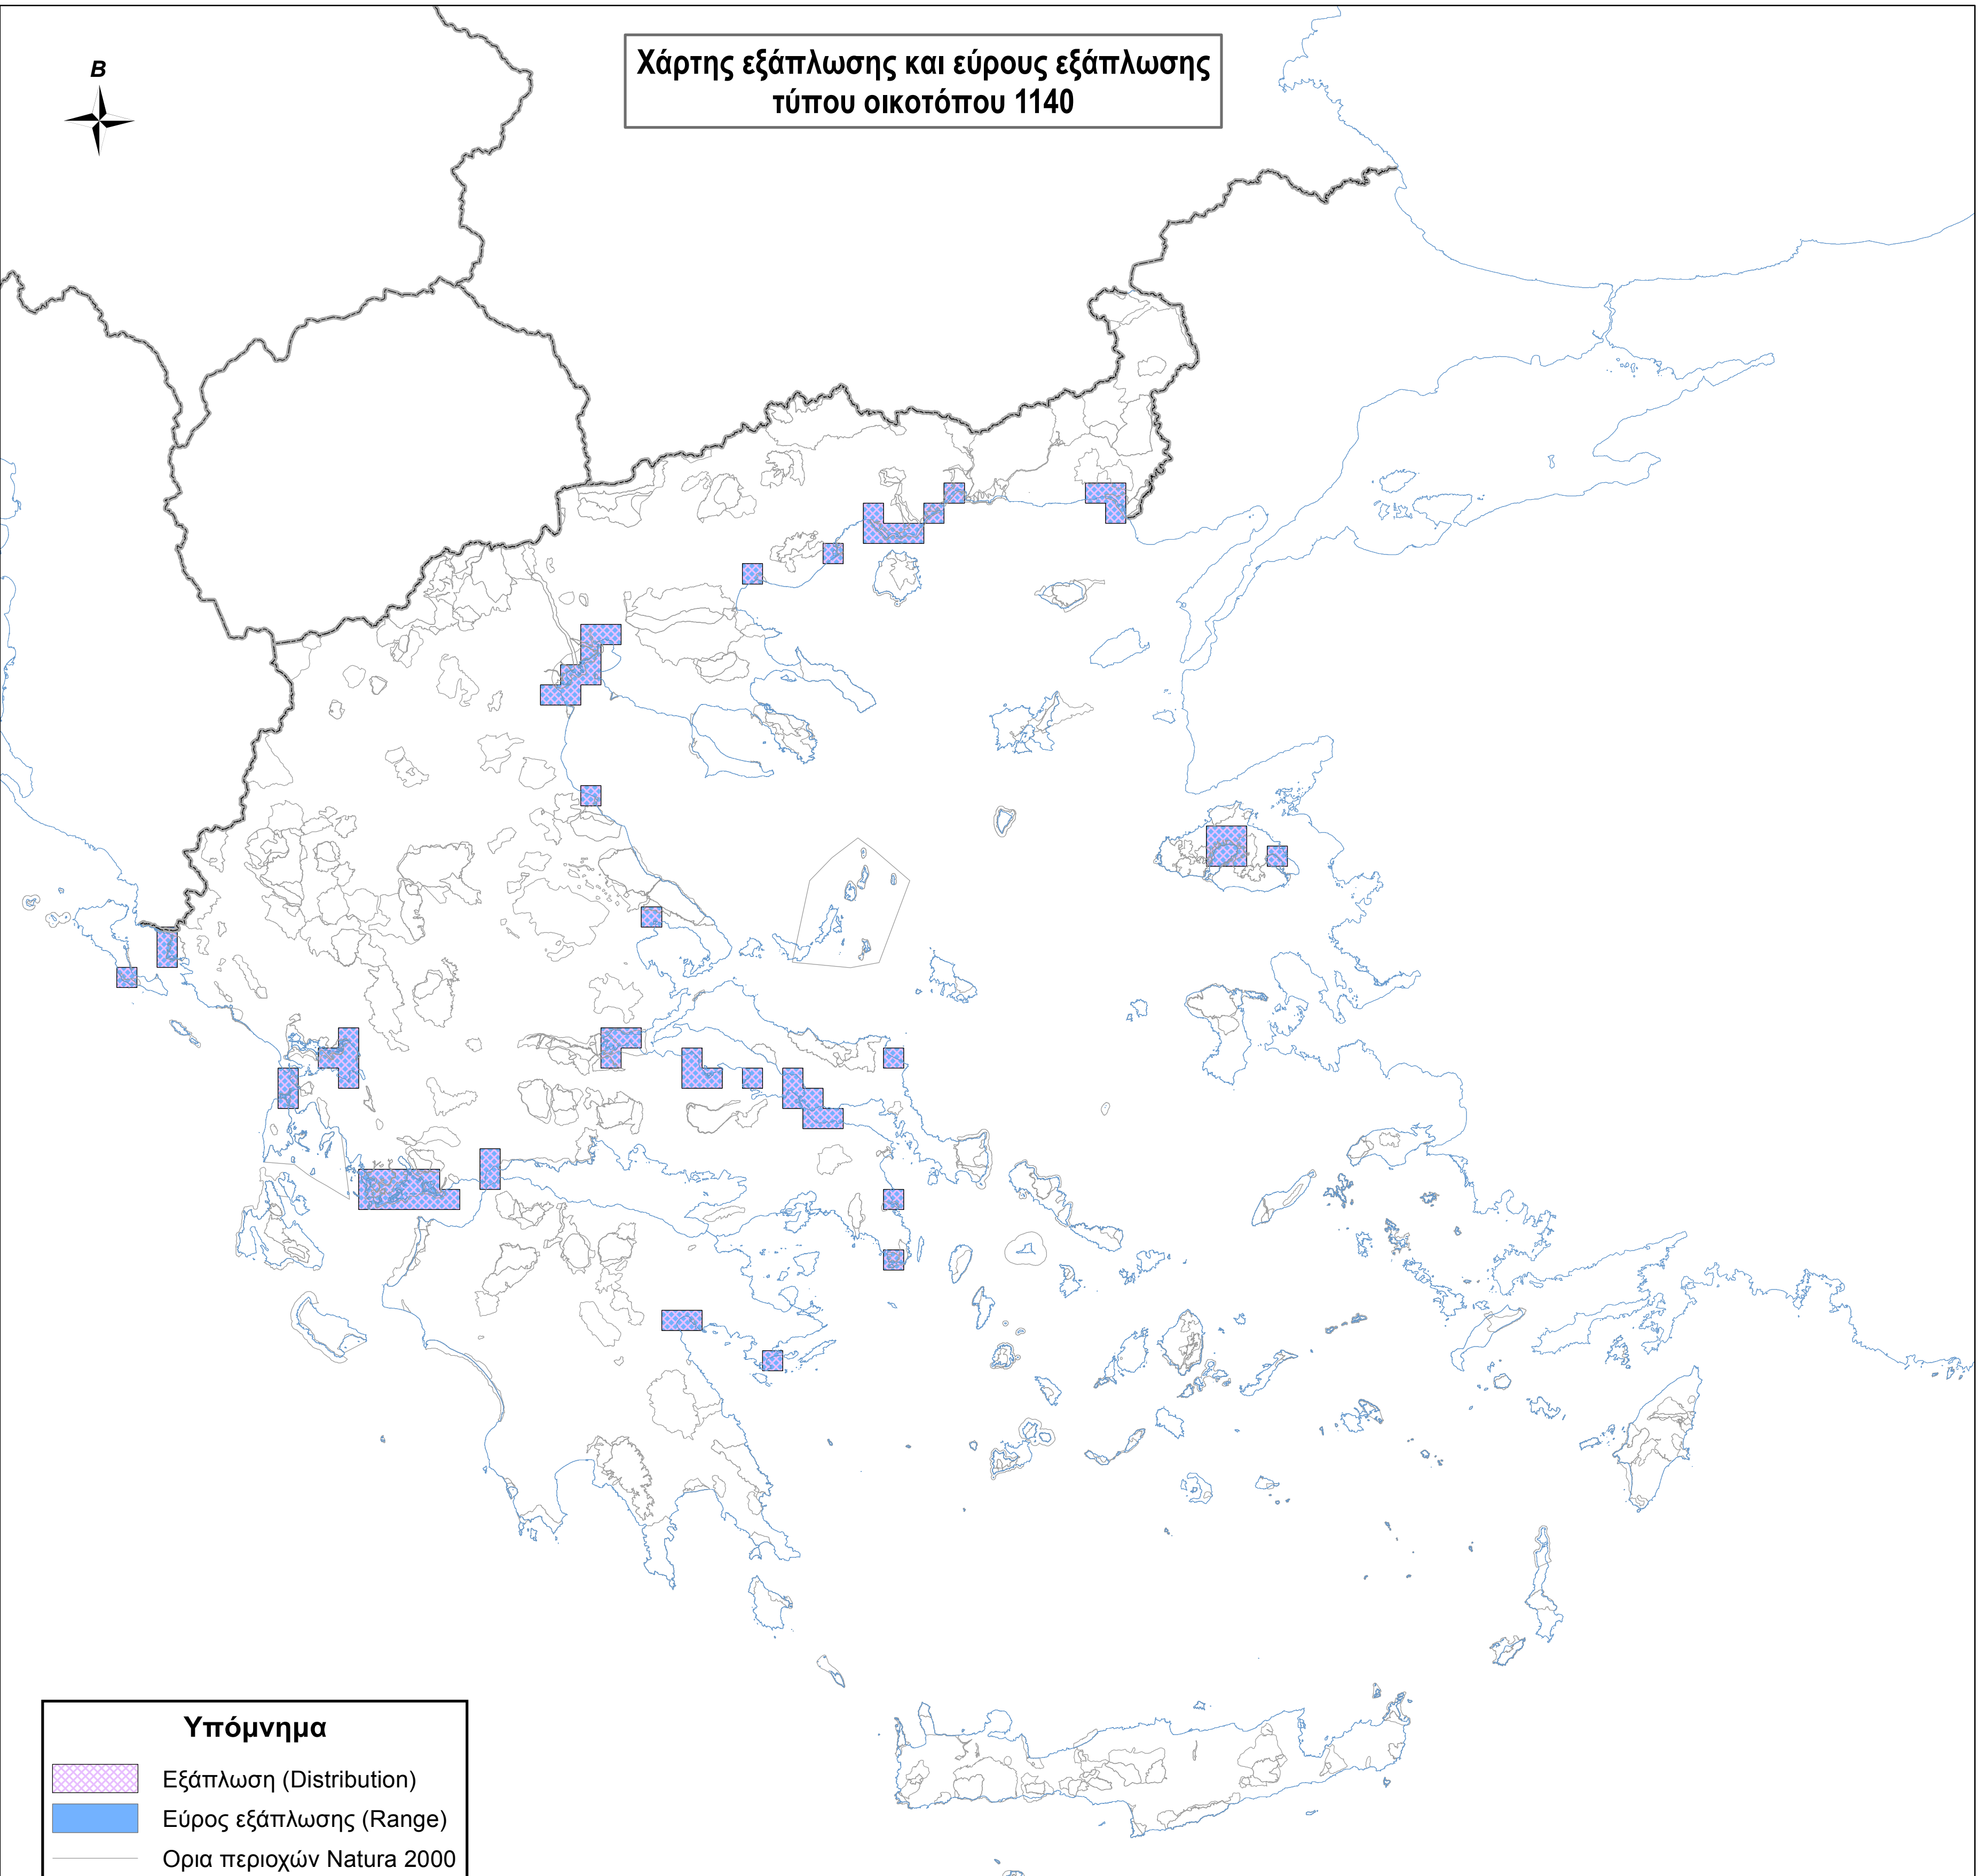 Χάρτης εξάπλωσης και εύρους εξάπλωσης
τύπου οικοτόπου 1140
Β
Υπόμνημα
Εξάπλωση (Distribution)
Εύρος εξάπλωσης (Range)
Ορια περιοχών Natura 2000